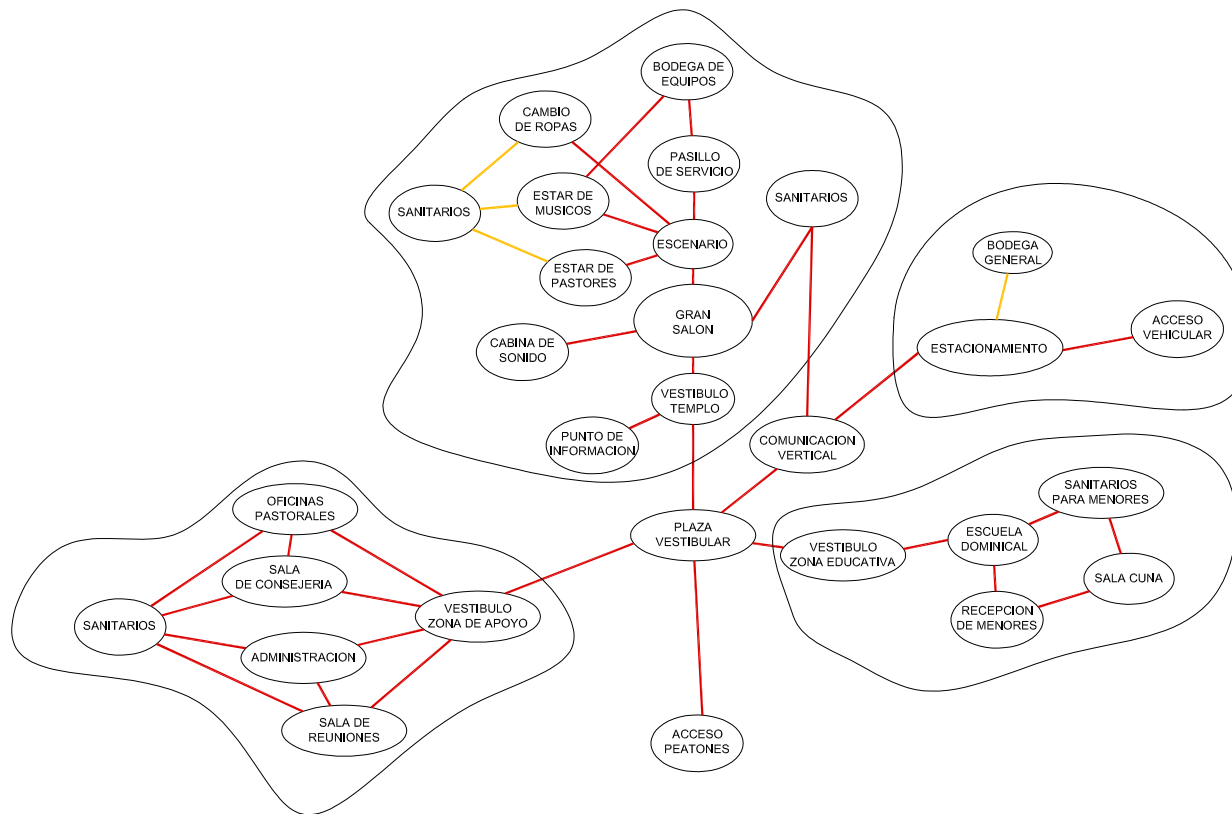 BODEGA DE
EQUIPOS
CAMBIO
DE ROPAS
PASILLO
DE SERVICIO
SANITARIOS
ESTAR DE
MUSICOS
SANITARIOS
ESCENARIO
ESTAR DE
PASTORES
GRAN
SALON
CABINA DE
SONIDO
VESTIBULO
TEMPLO
PUNTO DE
INFORMACION
BODEGA
GENERAL
ESTACIONAMIENTO
ACCESO
VEHICULAR
COMUNICACION
VERTICAL
PLAZA
VESTIBULAR
VESTIBULO
ZONA EDUCATIVA
ESCUELA
DOMINICAL
SANITARIOS
PARA MENORES
SALA CUNA
RECEPCION
DE MENORES
OFICINAS
PASTORALES
SALA
DE CONSEJERIA
SANITARIOS
VESTIBULO
ZONA DE APOYO
ADMINISTRACION
SALA DE
REUNIONES
ACCESO
PEATONES